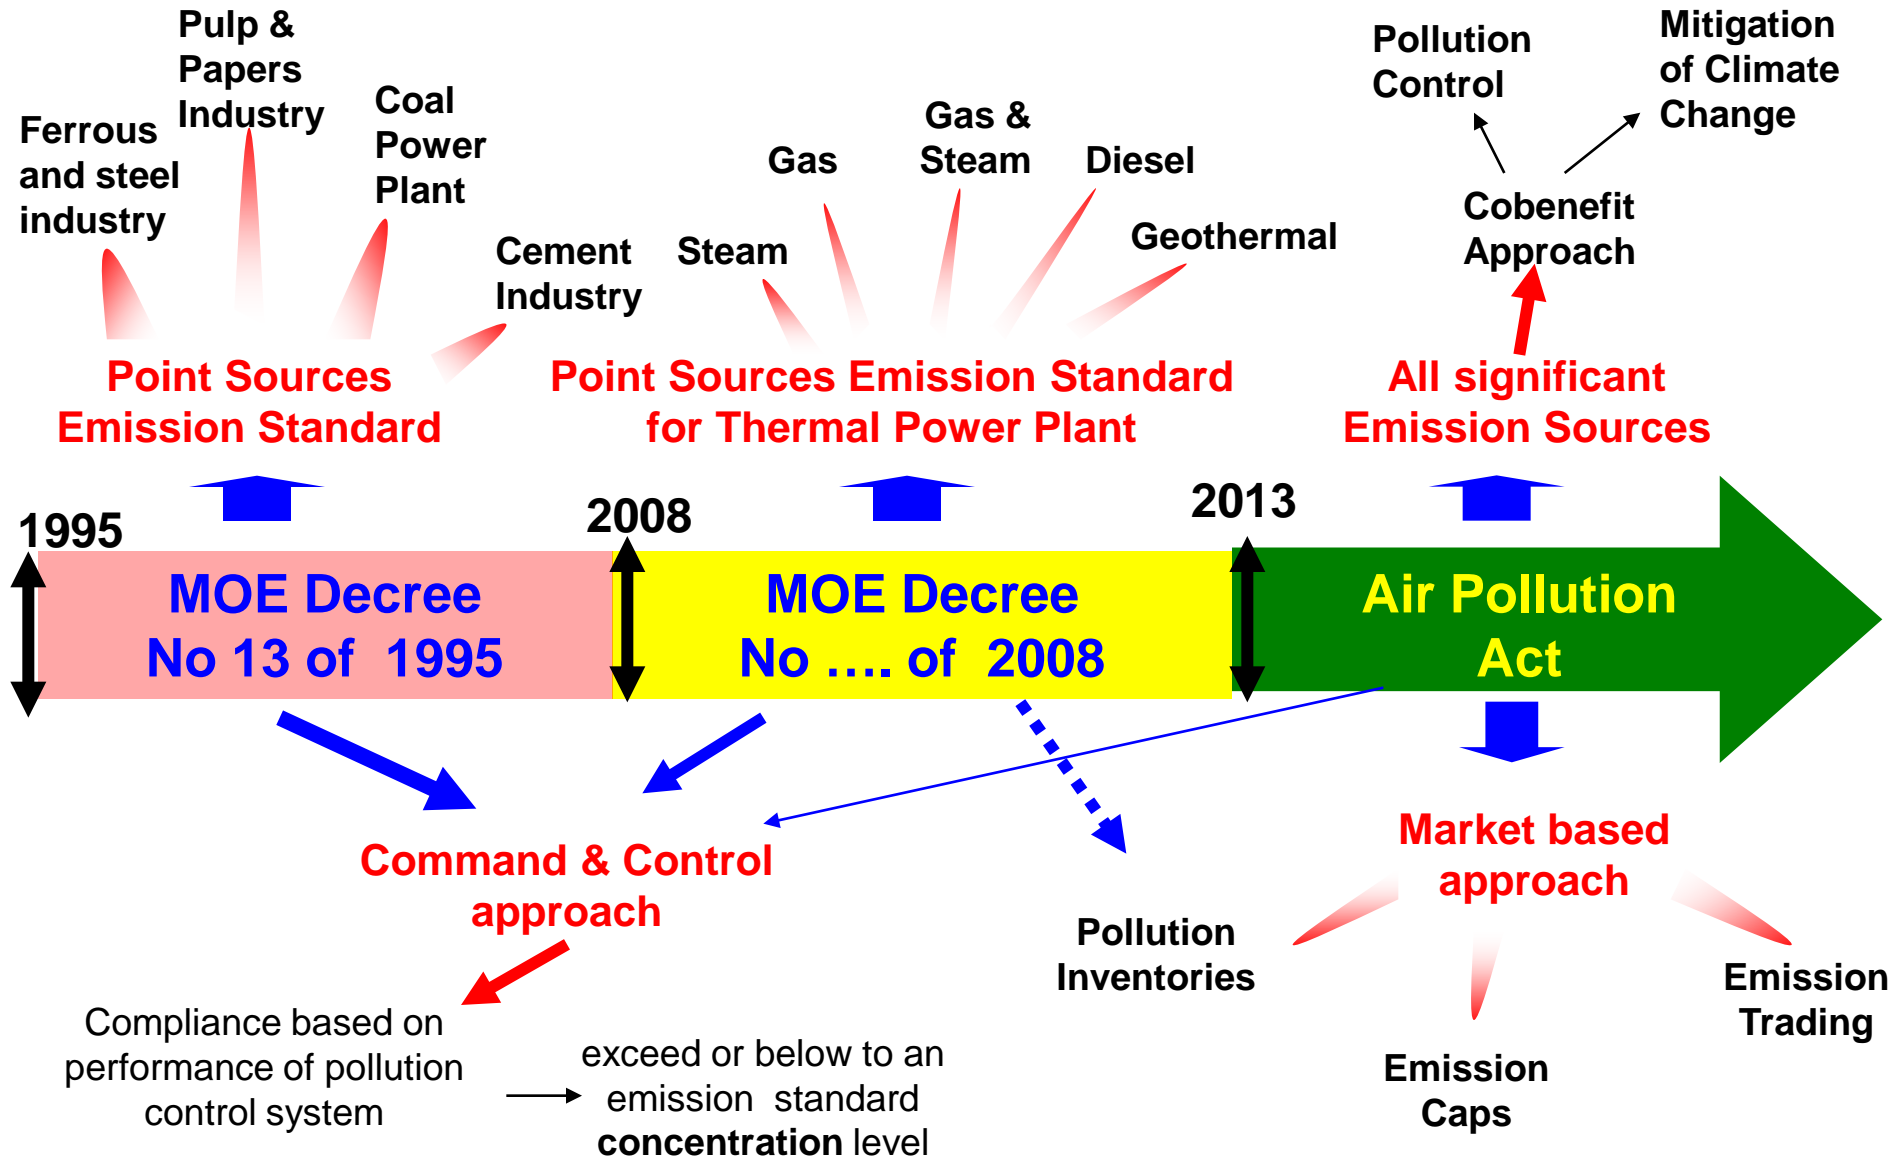 Pulp &
Papers
Industry
Ferrous
and steel
industry
Coal
Power
Plant
Cement
Industry
Steam
Gas
Gas &
Steam
Diesel
Geothermal
Pollution
Control
Mitigation
of Climate
Change
Cobenefit
Approach
Point Sources
Emission Standard
Point Sources Emission Standard
for Thermal Power Plant
All significant
Emission Sources
1995
2008
2013
MOE Decree
No 13 of 1995
MOE Decree
No .... of 2008
Air Pollution
Act
Command & Control
approach
Market based
approach
Pollution
Inventories
Emission
Caps
Emission
Trading
Compliance based on
performance of pollution
control system
exceed or below to an
emission standard
concentration level